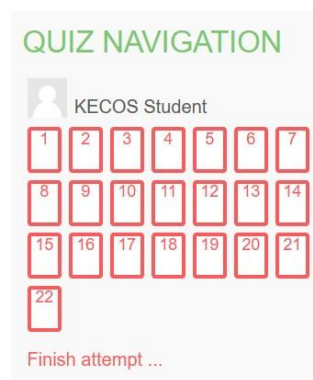 QUIZ NAVIGATION
KECOS Student
1 2 3 4 5 6 7
8 9 10 11 12 13 14
15 16 17 18 19 20 21
22
Finish attempt ...